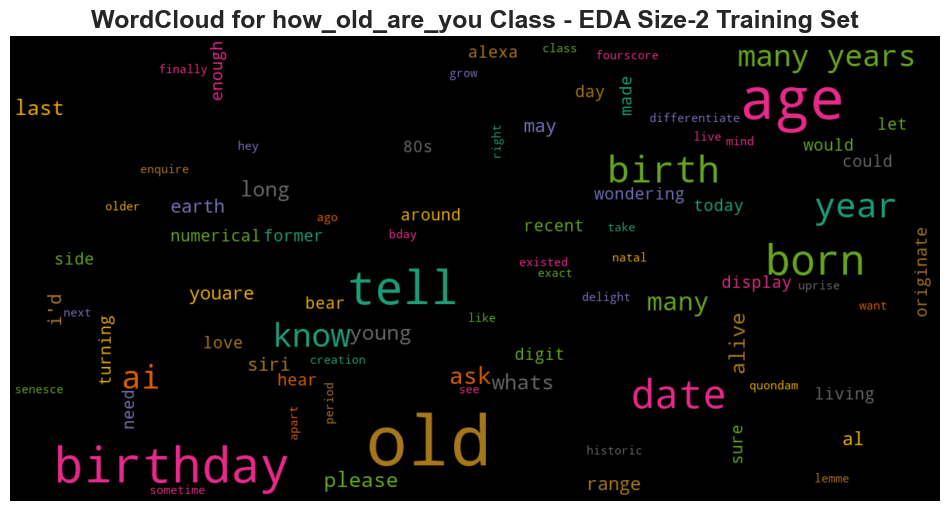 WordCloud for how_old_are_you Class - EDA Size-2 Training Set
alexa
class
fourscore
many years
finally
enough
grow
age
last
day
made
differentiate
let
may
right
live
mind
would
hey
80s
could
enquire
birth
long
wondering
older
earth
ago
around
today
year
numerical
former
bday
recent
take
originate
side
existed
exact
natal
born
tell
display
uprise
i'd
next
youare
bear
delight
many
want
like
turning
know
young
alive
love
creation
digit
siri
ai
hear
ask
see
whats
senesce
need
period
date
quondam
living
apart
old
sure
al
birthday
historic
please
range
lemme
sometime